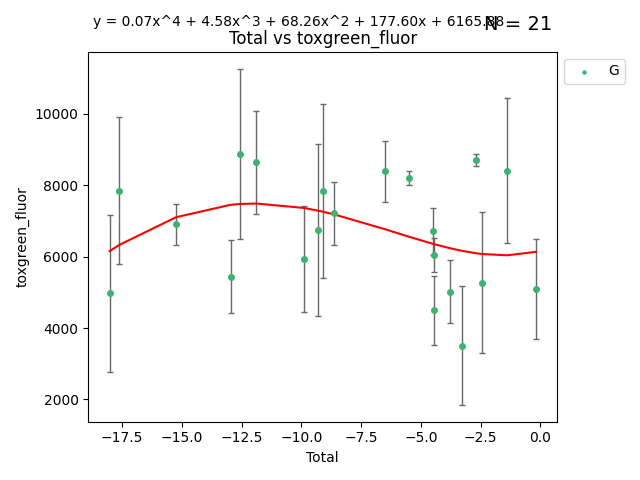 y = 0.07x^4 + 4.58x^3 + 68.26x^2 + 177.60x + 6165.88
N = 21
Total vs toxgreen_fluor
G
toxgreen_fluor
10000
8000
6000
4000
2000
−17.5 −15.0 −12.5 −10.0 −7.5 −5.0 −2.5 0.0
Total